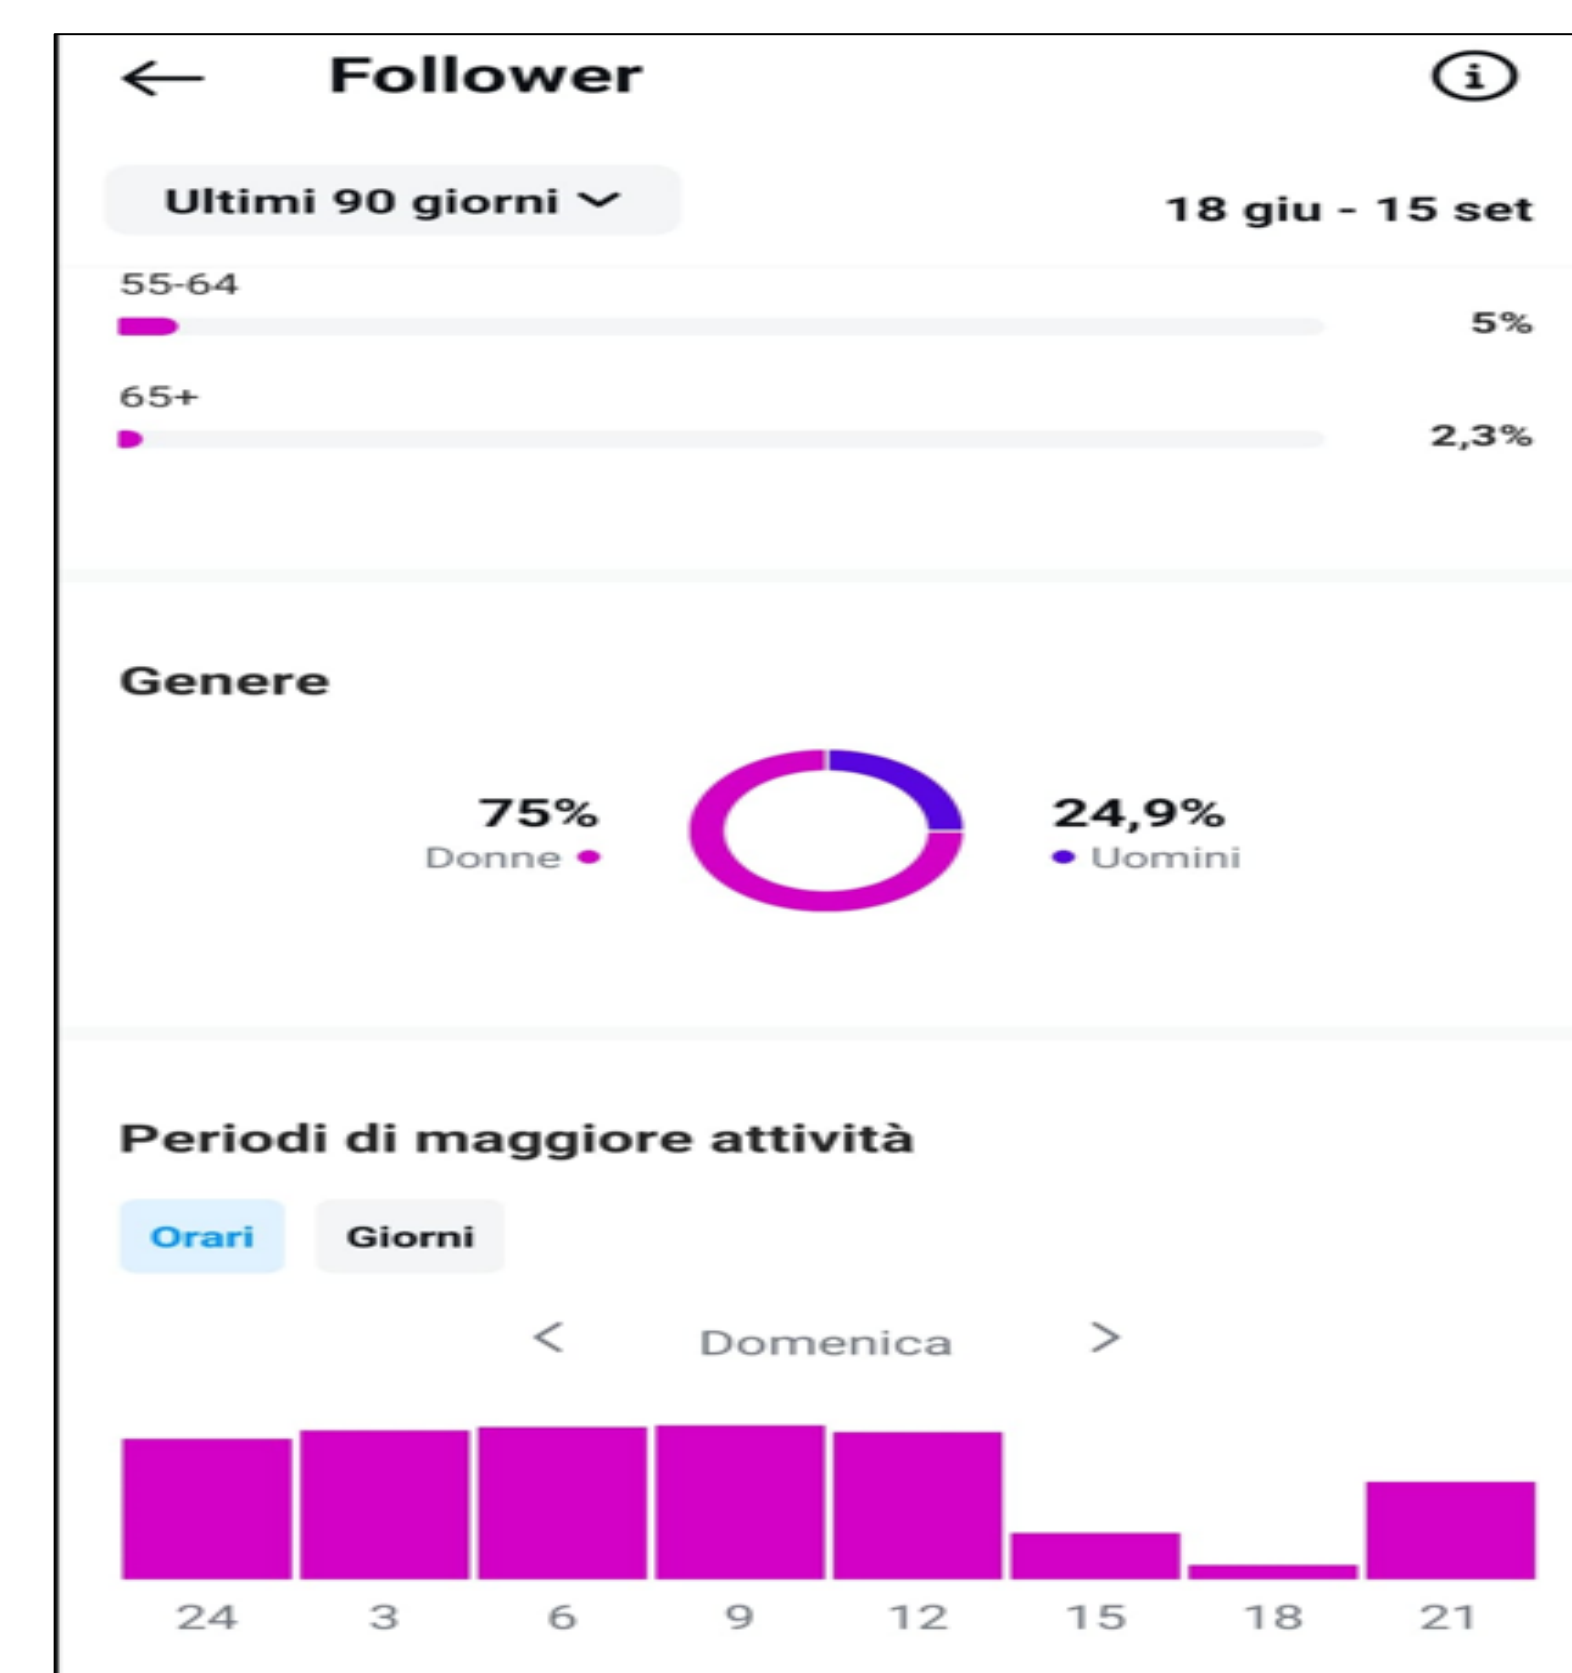 Follower
Ultimi 90 giorni
18 giu - 15 set
55-64
5%
65+
2,3%
Genere
75%
Donne
24,9%
Uomini
Periodi di maggiore attività
Orari Giorni
Domenica
24 3 6 9 12 15 18 21